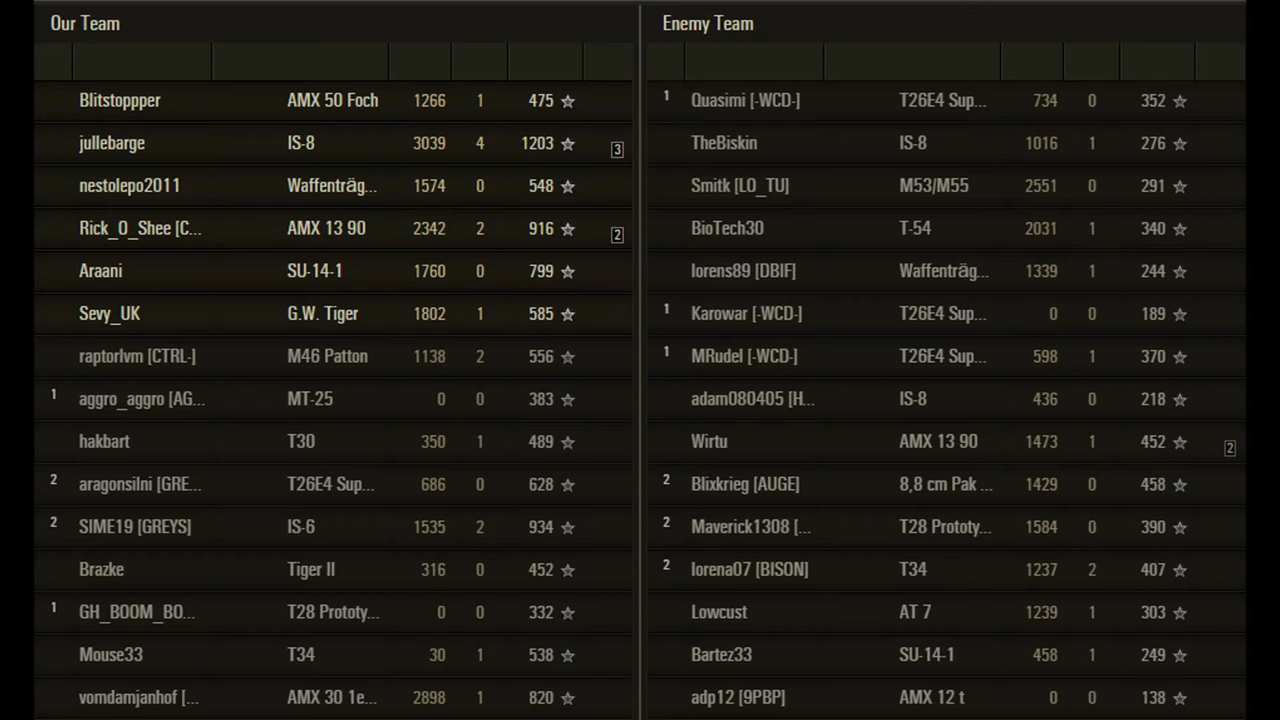 Our Team Enemy Team
Blitstoppper AMX 50 Foch 1266 1 475 1 Quasimi [-WCD-] T26E4 Sup... 734 0 352
jullebarge IS-8 3039 4 1203 3 TheBiskin IS-8 1016 1 276
nestolepo2011 Waffenträg... 1574 0 548 Smitk [LO_TU] M53/M55 2551 0 291
Rick_O_Shee [C... AMX 13 90 2342 2 916 2 BioTech30 T-54 2031 1 340
Araani SU-14-1 1760 0 799 lorens89 [DBIF] Waffenträg... 1339 1 244
Sevy_UK G.W. Tiger 1802 1 585 1 Karowar [-WCD-] T26E4 Sup... 0 0 189
raptorlvm [CTRL-] M46 Patton 1138 2 556 1 MRudel [-WCD-] T26E4 Sup... 598 1 370
1 aggro_aggro [AG... MT-25 0 0 383 adam080405 [H... IS-8 436 0 218
hakbart T30 350 1 489 Wirtu AMX 13 90 1473 1 452 2
2 aragonsilni [GRE... T26E4 Sup... 686 0 628 2 Blixkrieg [AUGE] 8,8 cm Pak ... 1429 0 458
2 SIME19 [GREYS] IS-6 1535 2 934 2 Maverick1308 [... T28 Prototy... 1584 0 390
Brazke Tiger II 316 0 452 2 lorena07 [BISON] T34 1237 2 407
1 GH_BOOM_BO... T28 Prototy... 0 0 332 Lowcust AT 7 1239 1 303
Mouse33 T34 30 1 538 Bartez33 SU-14-1 458 1 249
vomdamjanhof [... AMX 30 1e... 2898 1 820 adp12 [9PBP] AMX 12 t 0 0 138